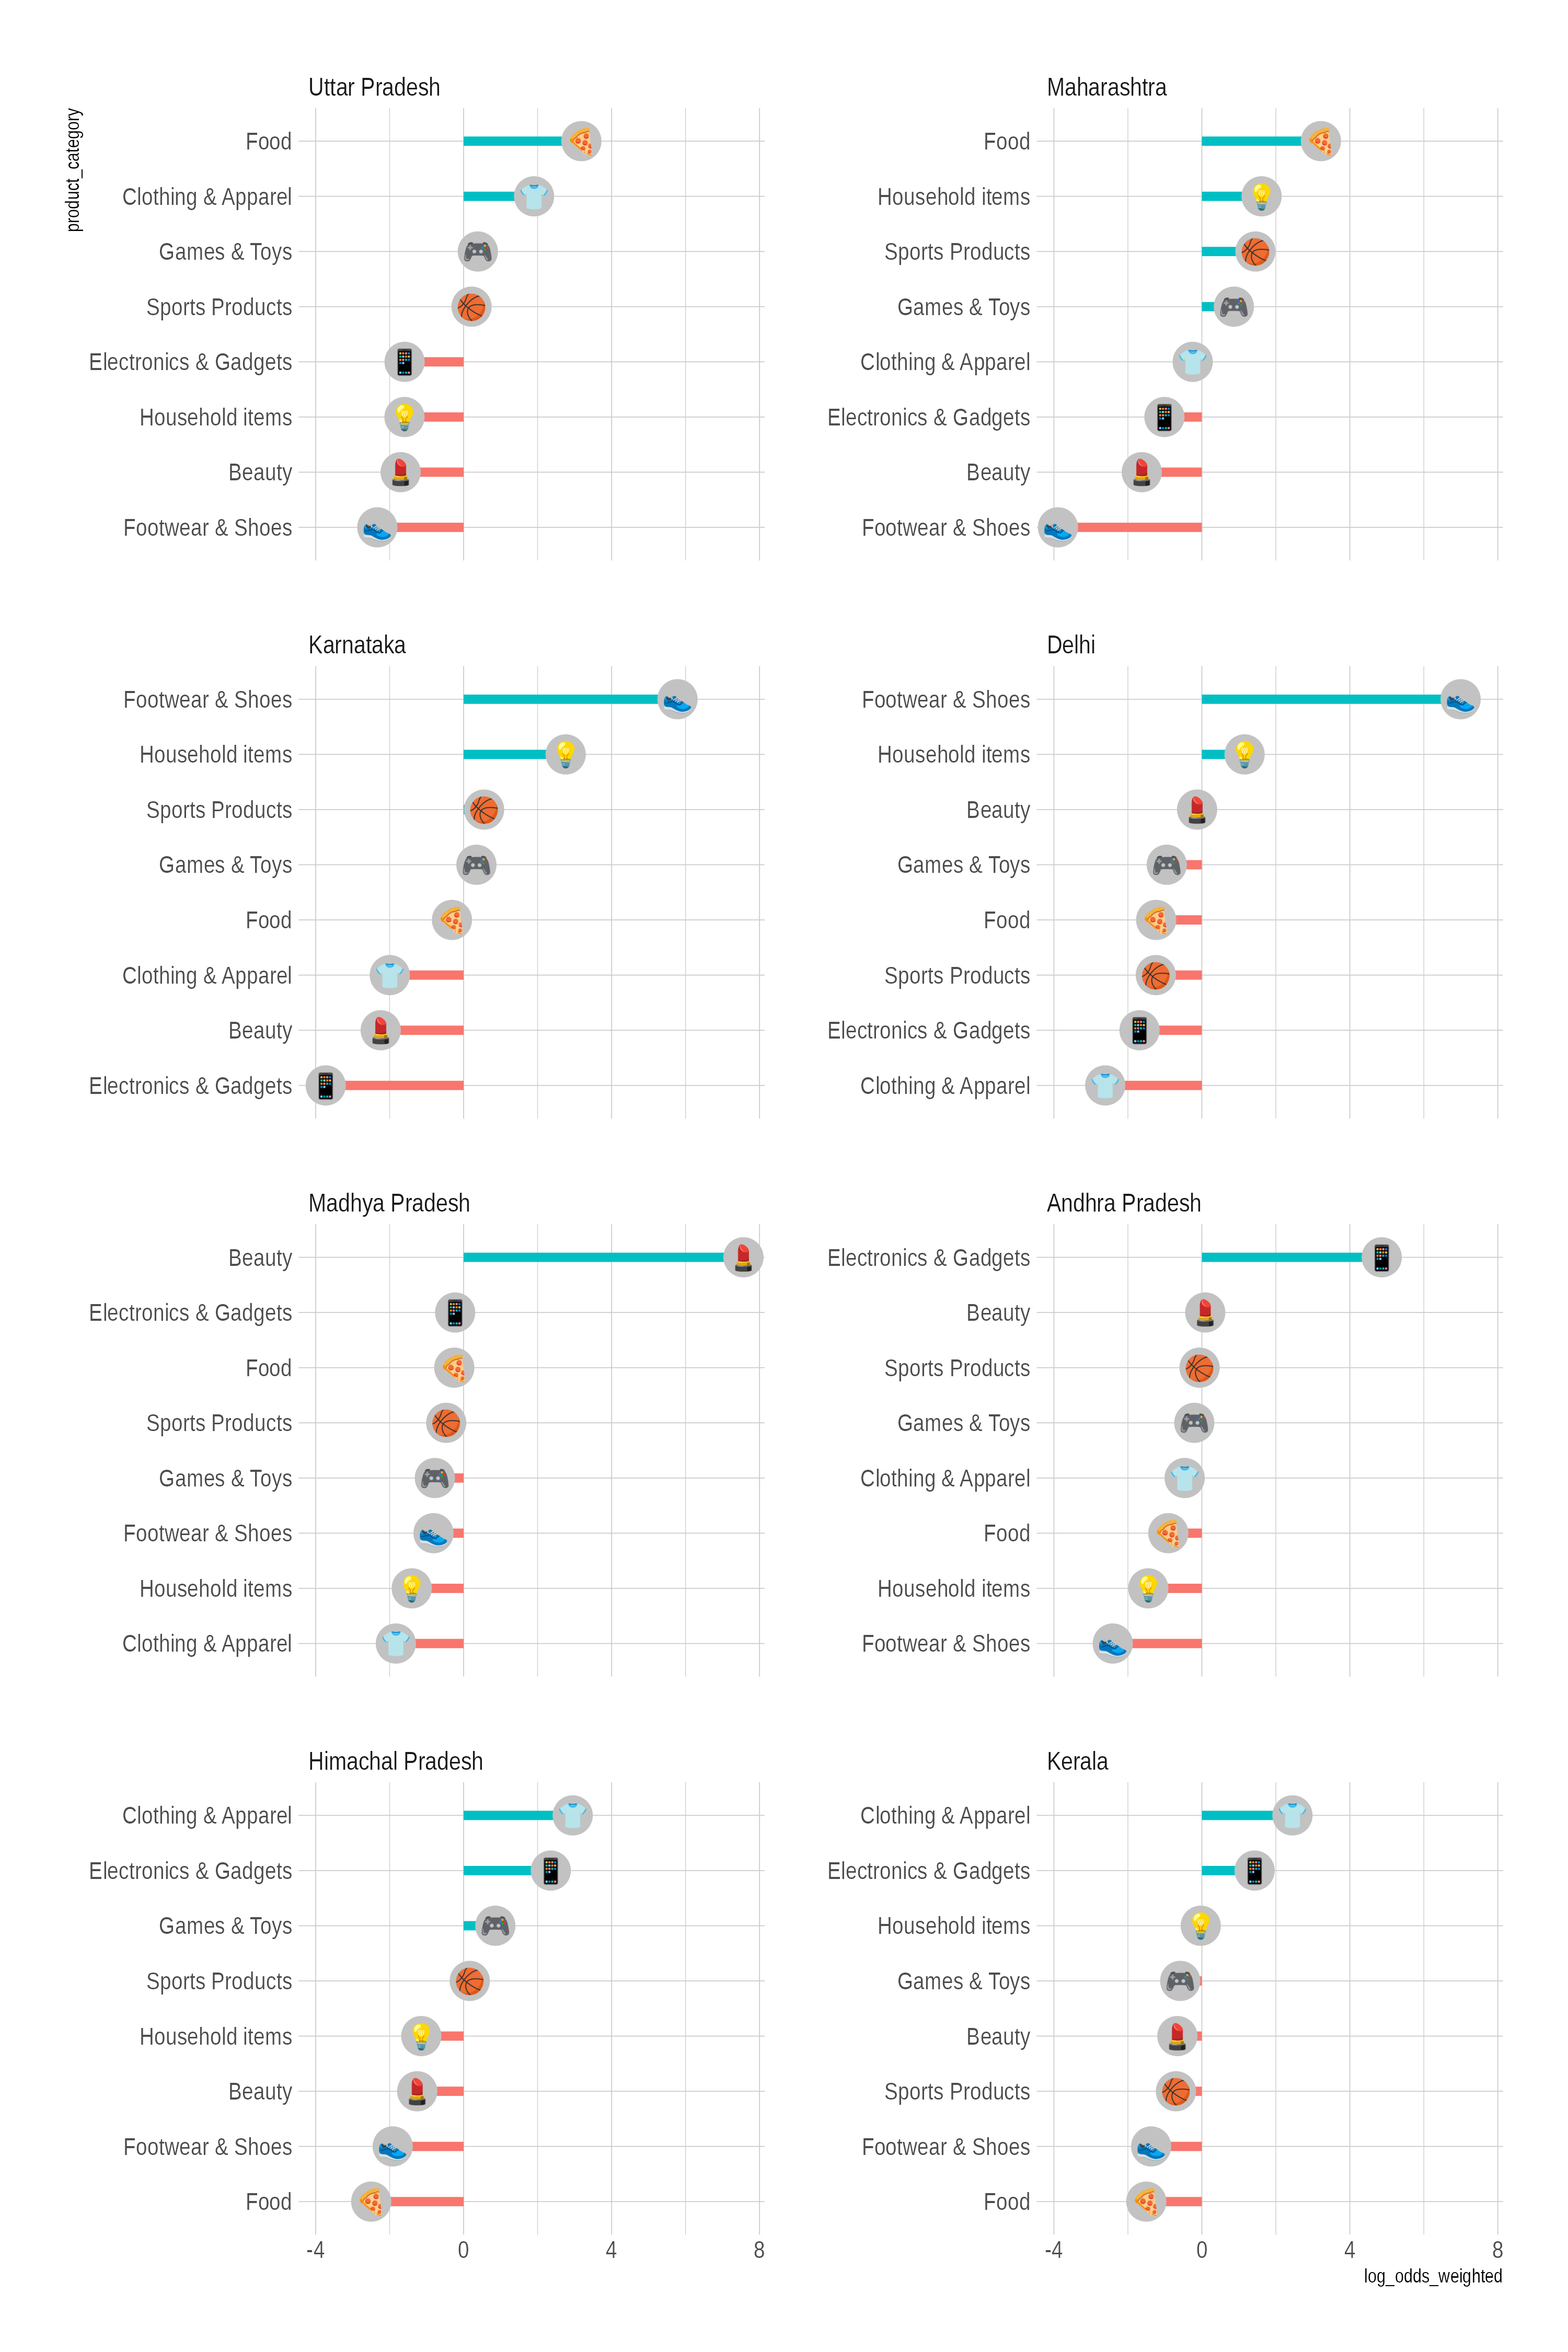 product_category
Uttar Pradesh
Food
Clothing & Apparel
Games & Toys
Sports Products
Electronics & Gadgets
Household items
Beauty
Footwear & Shoes
Maharashtra
Food
Household items
Sports Products
Games & Toys
Clothing & Apparel
Electronics & Gadgets
Beauty
Footwear & Shoes
Karnataka
Footwear & Shoes
Household items
Sports Products
Games & Toys
Food
Clothing & Apparel
Beauty
Electronics & Gadgets
Delhi
Footwear & Shoes
Household items
Beauty
Games & Toys
Food
Sports Products
Electronics & Gadgets
Clothing & Apparel
Madhya Pradesh
Beauty
Electronics & Gadgets
Food
Sports Products
Games & Toys
Footwear & Shoes
Household items
Clothing & Apparel
Andhra Pradesh
Electronics & Gadgets
Beauty
Sports Products
Games & Toys
Clothing & Apparel
Food
Household items
Footwear & Shoes
Himachal Pradesh
Clothing & Apparel
Electronics & Gadgets
Games & Toys
Sports Products
Household items
Beauty
Footwear & Shoes
Food
-4 0 4 8
Kerala
Clothing & Apparel
Electronics & Gadgets
Household items
Games & Toys
Beauty
Sports Products
Footwear & Shoes
Food
-4 0 4 8
log_odds_weighted